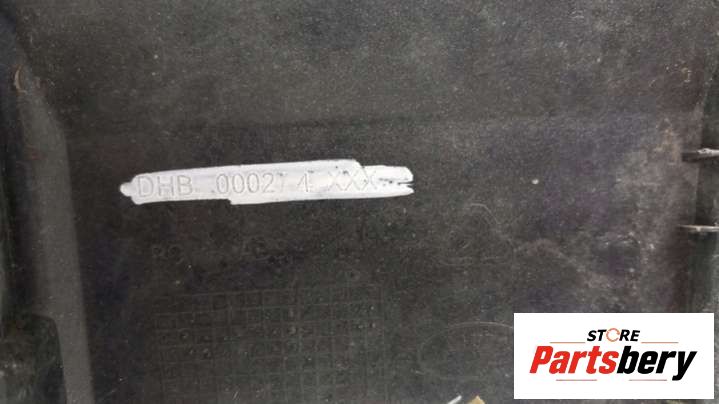 DHB 000274 XXX
STORE
Partsbery